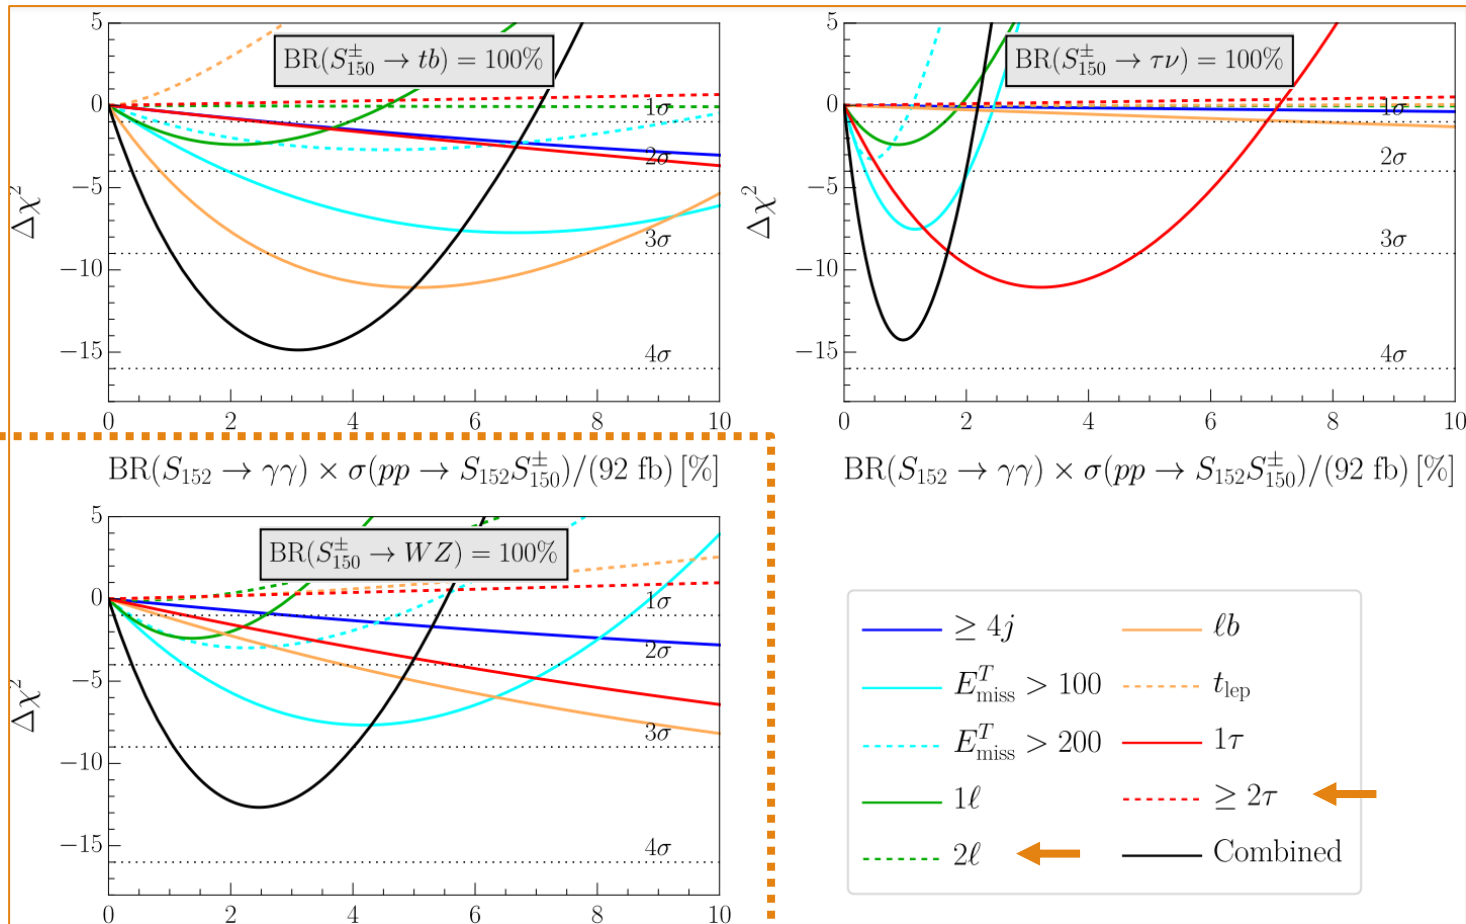 BR(S±150 → tb) = 100%
5
0
−5
−10
−15
Δχ²
1σ
2σ
3σ
4σ
0 2 4 6 8 10
BR(S152 → γγ) × σ(pp → S152S±150)/(92 fb) [%]
BR(S±150 → τν) = 100%
5
0
−5
−10
−15
Δχ²
1σ
2σ
3σ
4σ
0 2 4 6 8 10
BR(S152 → γγ) × σ(pp → S152S±150)/(92 fb) [%]
BR(S±150 → WZ) = 100%
5
0
−5
−10
−15
Δχ²
1σ
2σ
3σ
4σ
0 2 4 6 8 10
≥ 4j
E^T_miss > 100
E^T_miss > 200
1ℓ
2ℓ
ℓb
t_lep
1τ
≥ 2τ
Combined